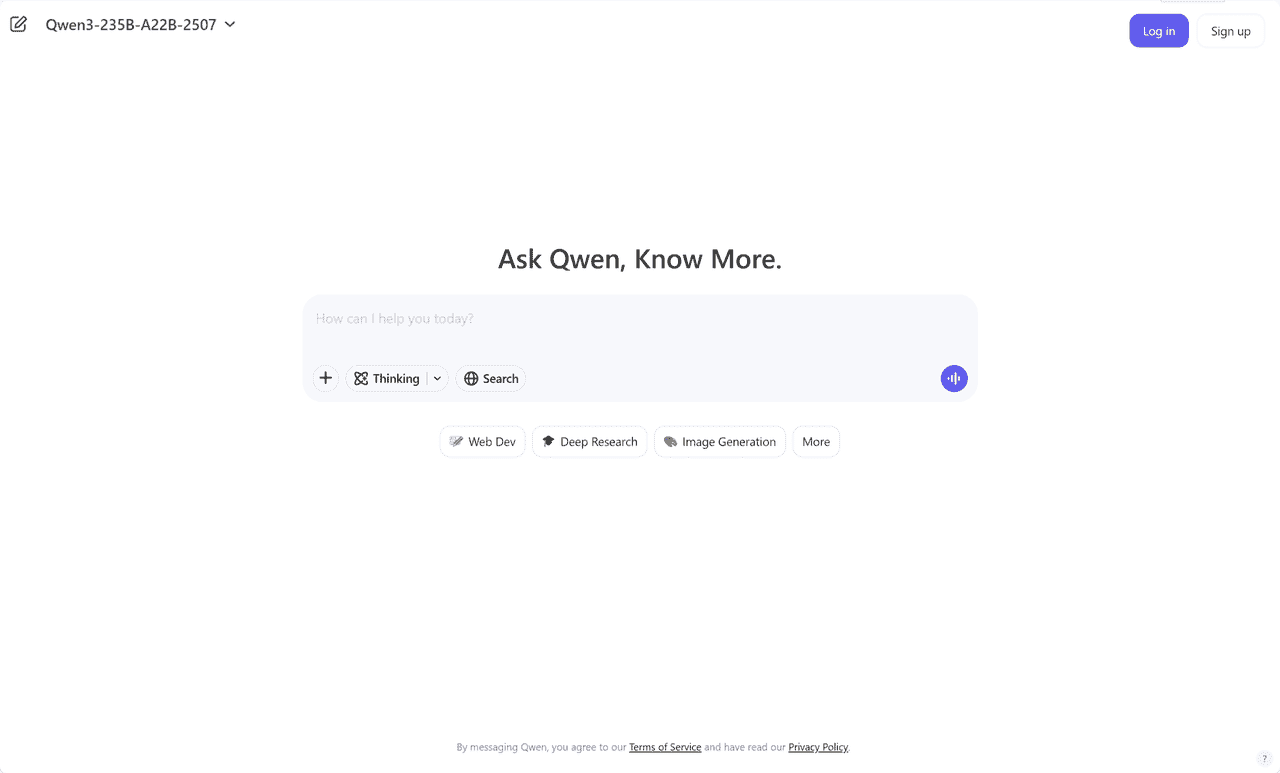 Qwen3-235B-A22B-2507
Log in
Sign up
Ask Qwen, Know More.
How can I help you today?
Thinking
Search
Web Dev
Deep Research
Image Generation
More
By messaging Qwen, you agree to our Terms of Service and have read our Privacy Policy.
?